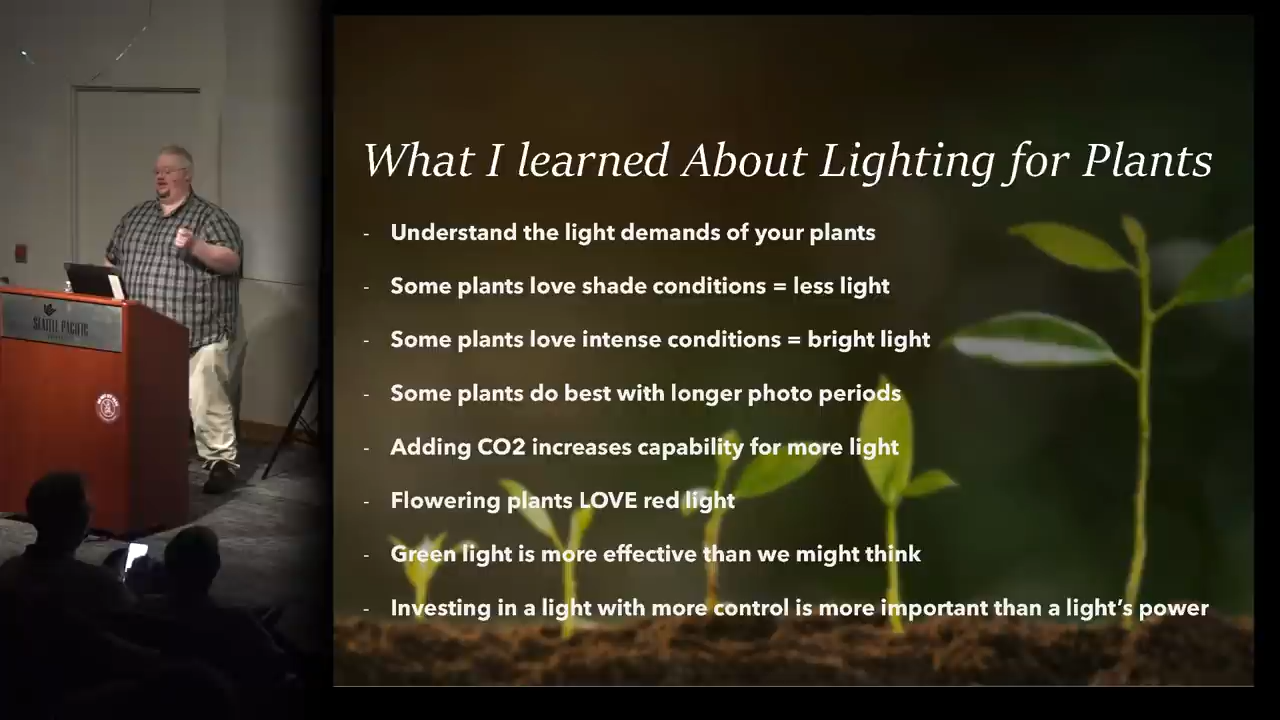 What I learned About Lighting for Plants
- Understand the light demands of your plants
- Some plants love shade conditions = less light
- Some plants love intense conditions = bright light
- Some plants do best with longer photo periods
- Adding CO2 increases capability for more light
- Flowering plants LOVE red light
- Green light is more effective than we might think
- Investing in a light with more control is more important than a light's power
SEATTLE PACIFIC